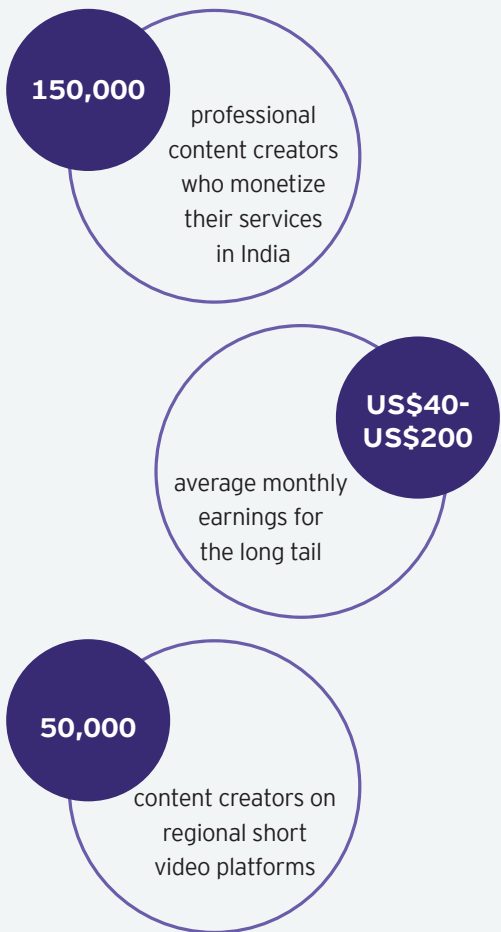 150,000
professional
content creators
who monetize
their services
in India
US$40-
US$200
average monthly
earnings for
the long tail
50,000
content creators on
regional short
video platforms